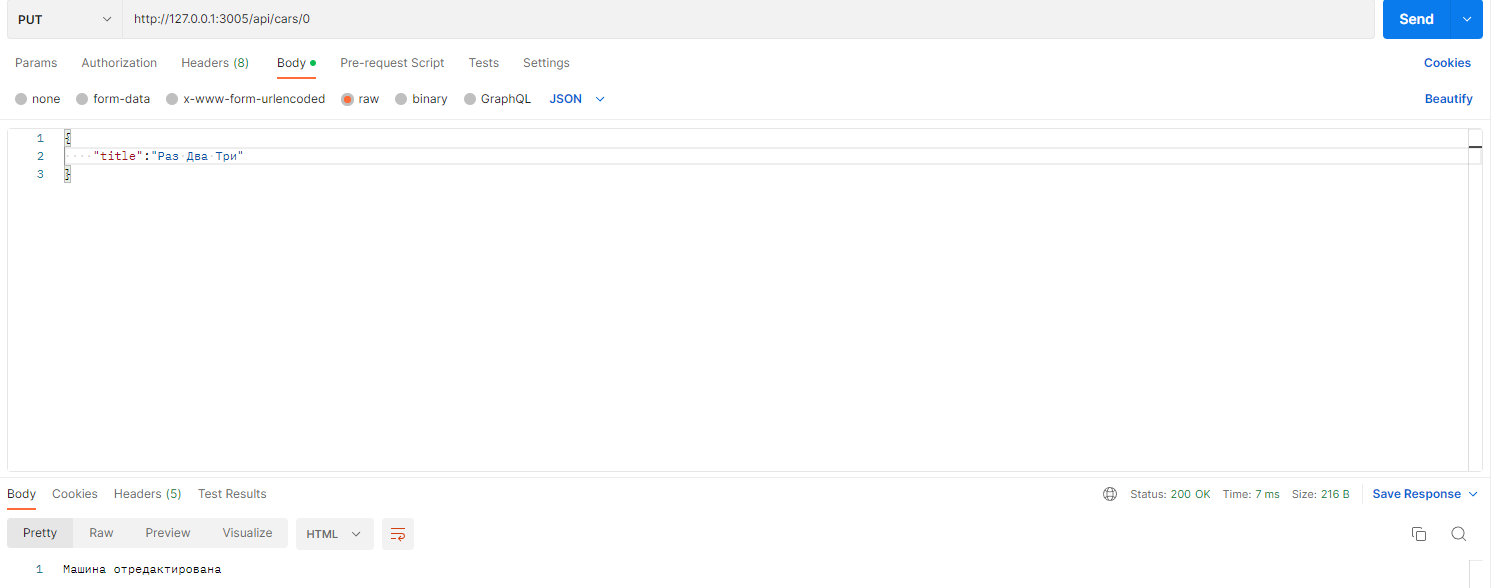 PUT http://127.0.0.1:3005/api/cars/0 Send
Params Authorization Headers (8) Body Pre-request Script Tests Settings Cookies
none form-data x-www-form-urlencoded raw binary GraphQL JSON Beautify
1 {
2 "title":"Раз Два Три"
3 }
Body Cookies Headers (5) Test Results Status: 200 OK Time: 7 ms Size: 216 B Save Response
Pretty Raw Preview Visualize HTML
1 Машина отредактирована